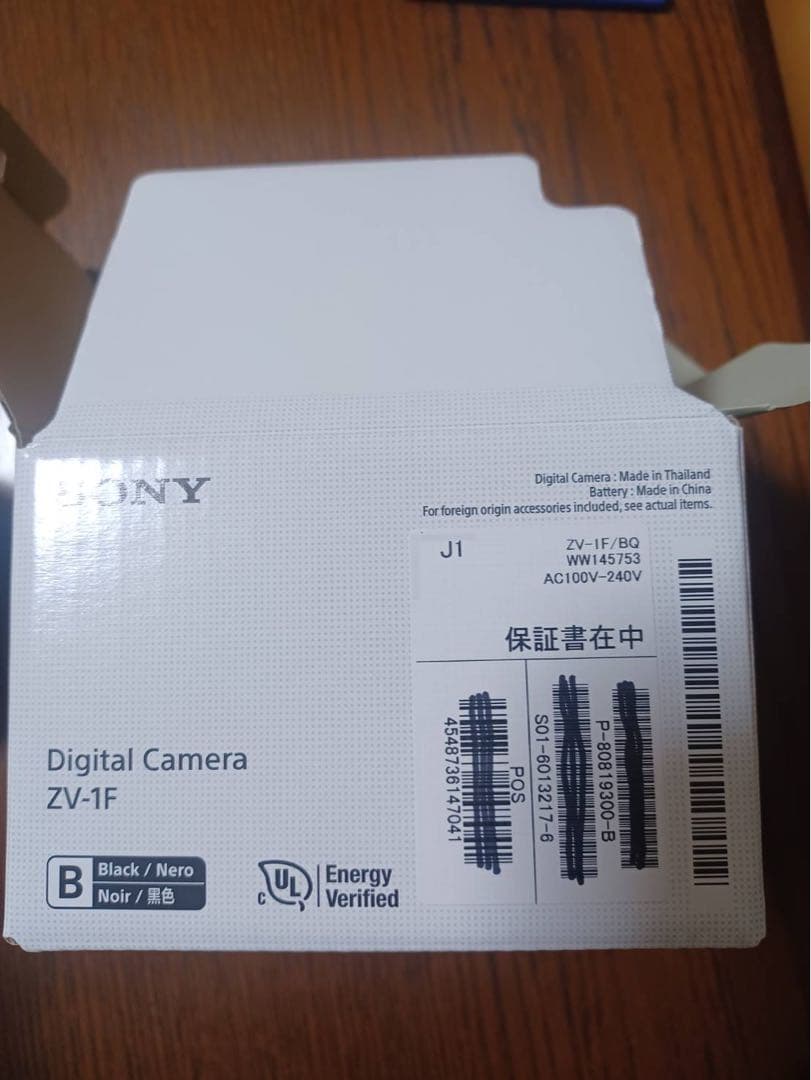 SONY
Digital Camera : Made in Thailand
Battery : Made in China
For foreign origin accessories included, see actual items.
J1
ZV-1F/BQ
WW145753
AC100V-240V
保証書在中
POS
4548736147041
S01-6013217-6
P-80819300-B
Digital Camera
ZV-1F
B
Black / Nero
Noir / 黒色
C UL
Energy
Verified